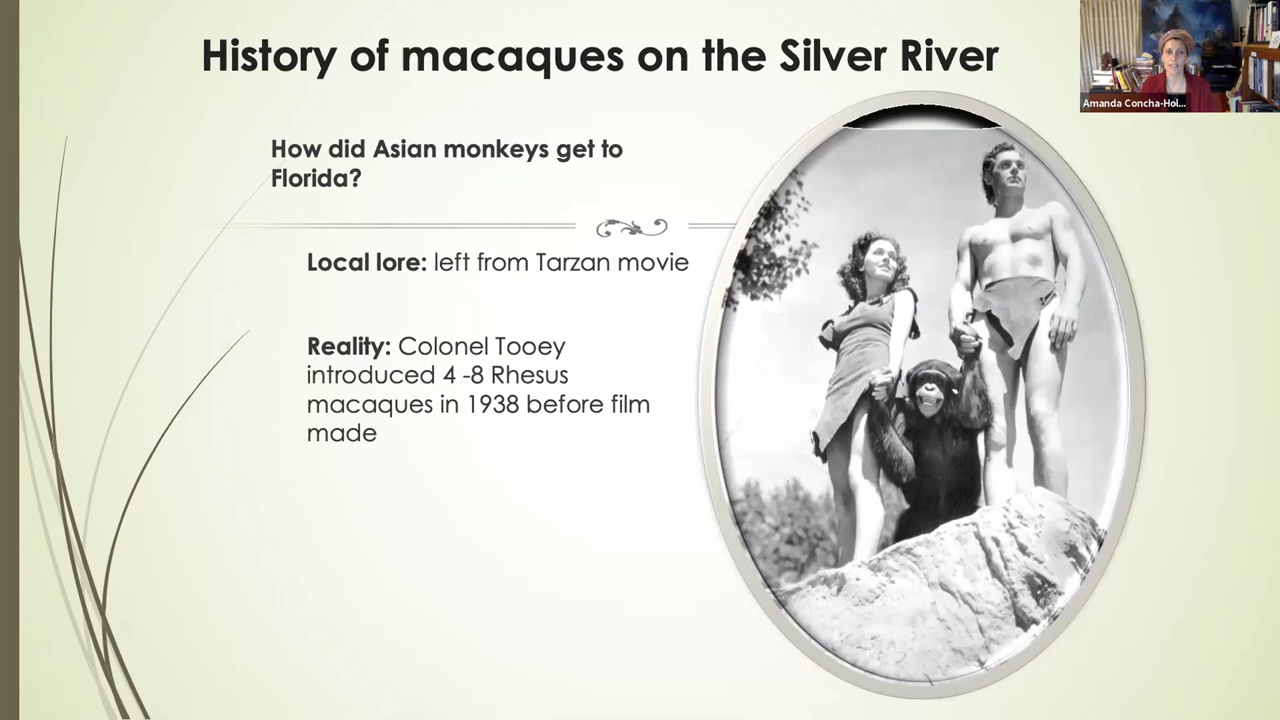 History of macaques on the Silver River
Amanda Concha-Hol...
How did Asian monkeys get to
Florida?
Local lore: left from Tarzan movie
Reality: Colonel Tooey
introduced 4 -8 Rhesus
macaques in 1938 before film
made